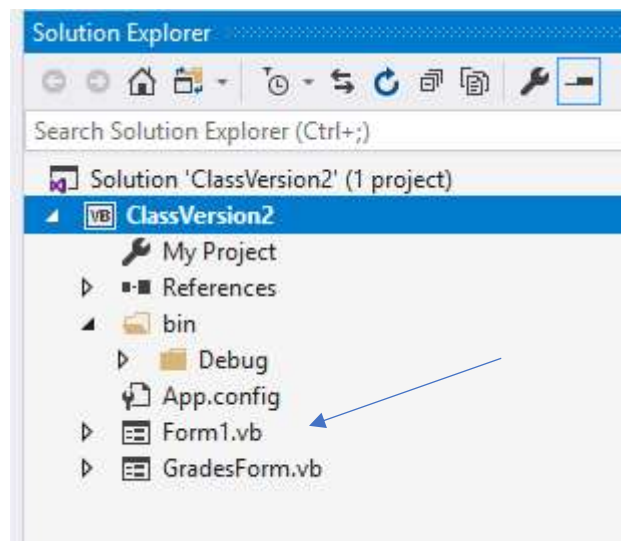 Solution Explorer
Search Solution Explorer (Ctrl+;)
Solution 'ClassVersion2' (1 project)
VB ClassVersion2
My Project
References
bin
Debug
App.config
Form1.vb
GradesForm.vb